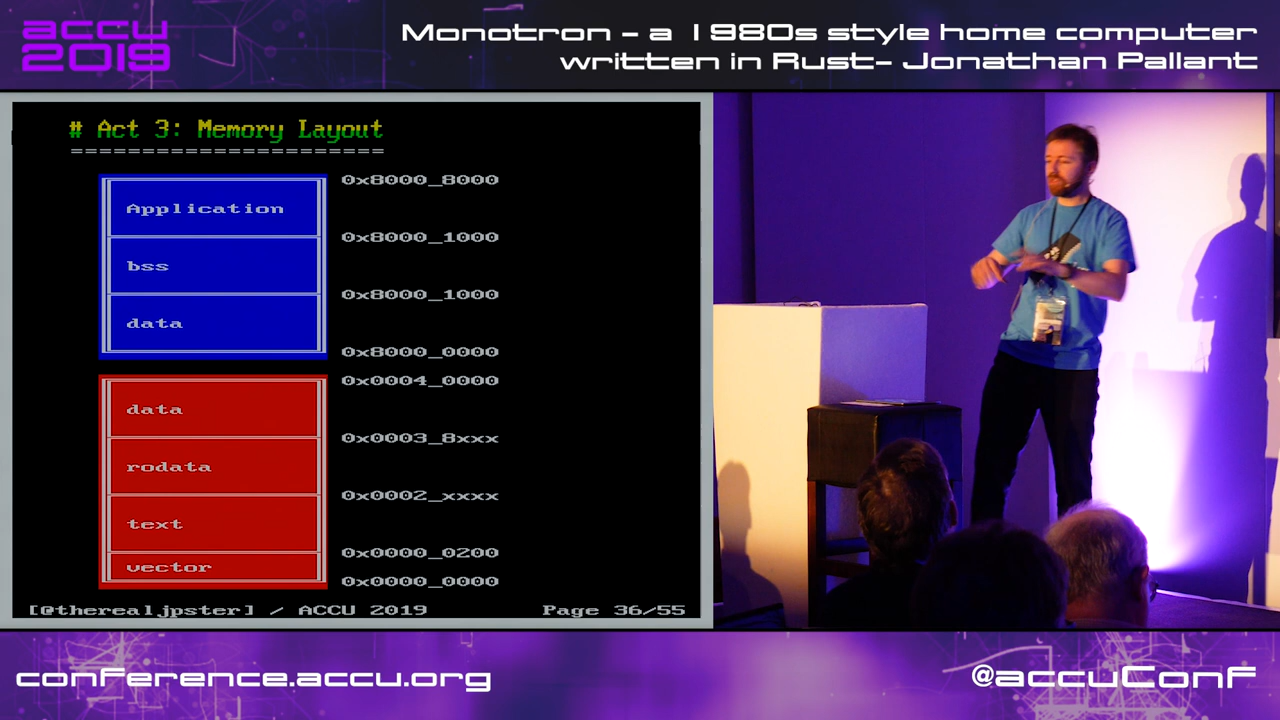 accu
2019
Monotron - a 1980s style home computer
written in Rust- Jonathan Pallant
# Act 3: Memory Layout
======================
0x8000_8000
Application
0x8000_1000
bss
0x8000_1000
data
0x8000_0000
0x0004_0000
data
0x0003_8xxx
rodata
0x0002_xxxx
text
0x0000_0200
vector
0x0000_0000
[@therealjpster] / ACCU 2019
Page 36/55
conference.accu.org
@accuConf